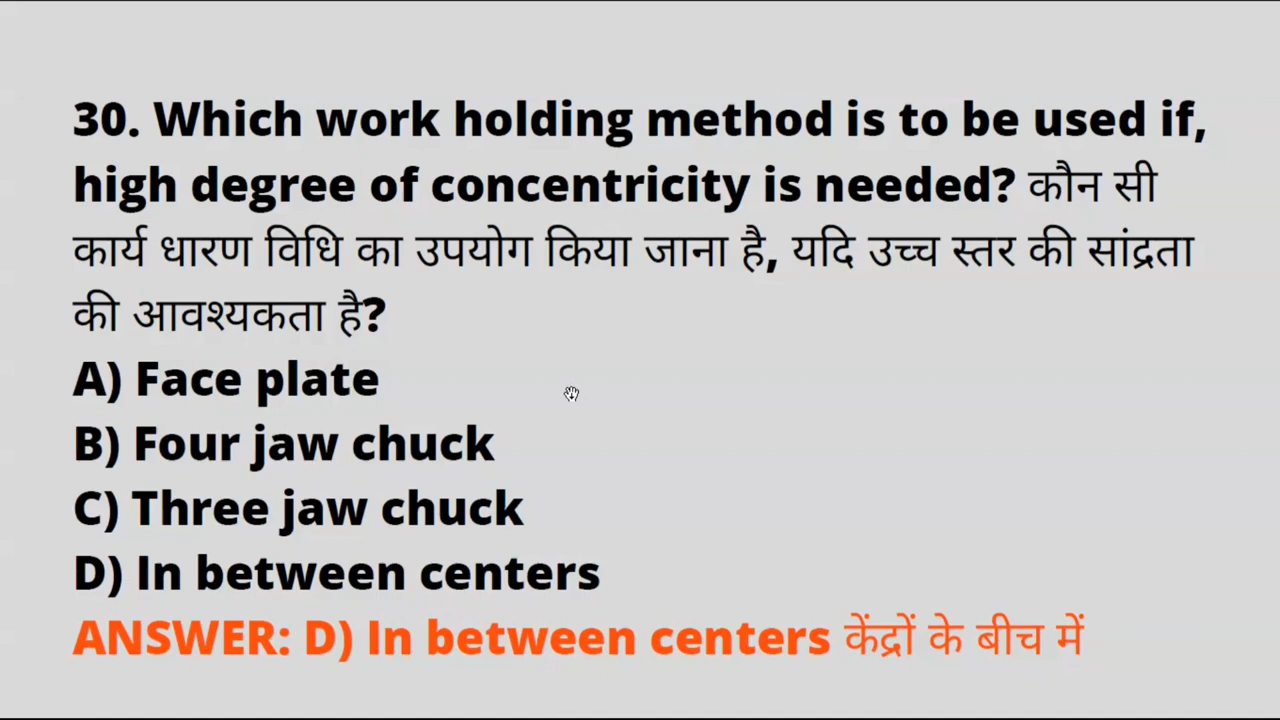 30. Which work holding method is to be used if,
high degree of concentricity is needed? कौन सी
कार्य धारण विधि का उपयोग किया जाना है, यदि उच्च स्तर की सांद्रता
की आवश्यकता है?
A) Face plate
B) Four jaw chuck
C) Three jaw chuck
D) In between centers
ANSWER: D) In between centers केंद्रों के बीच में